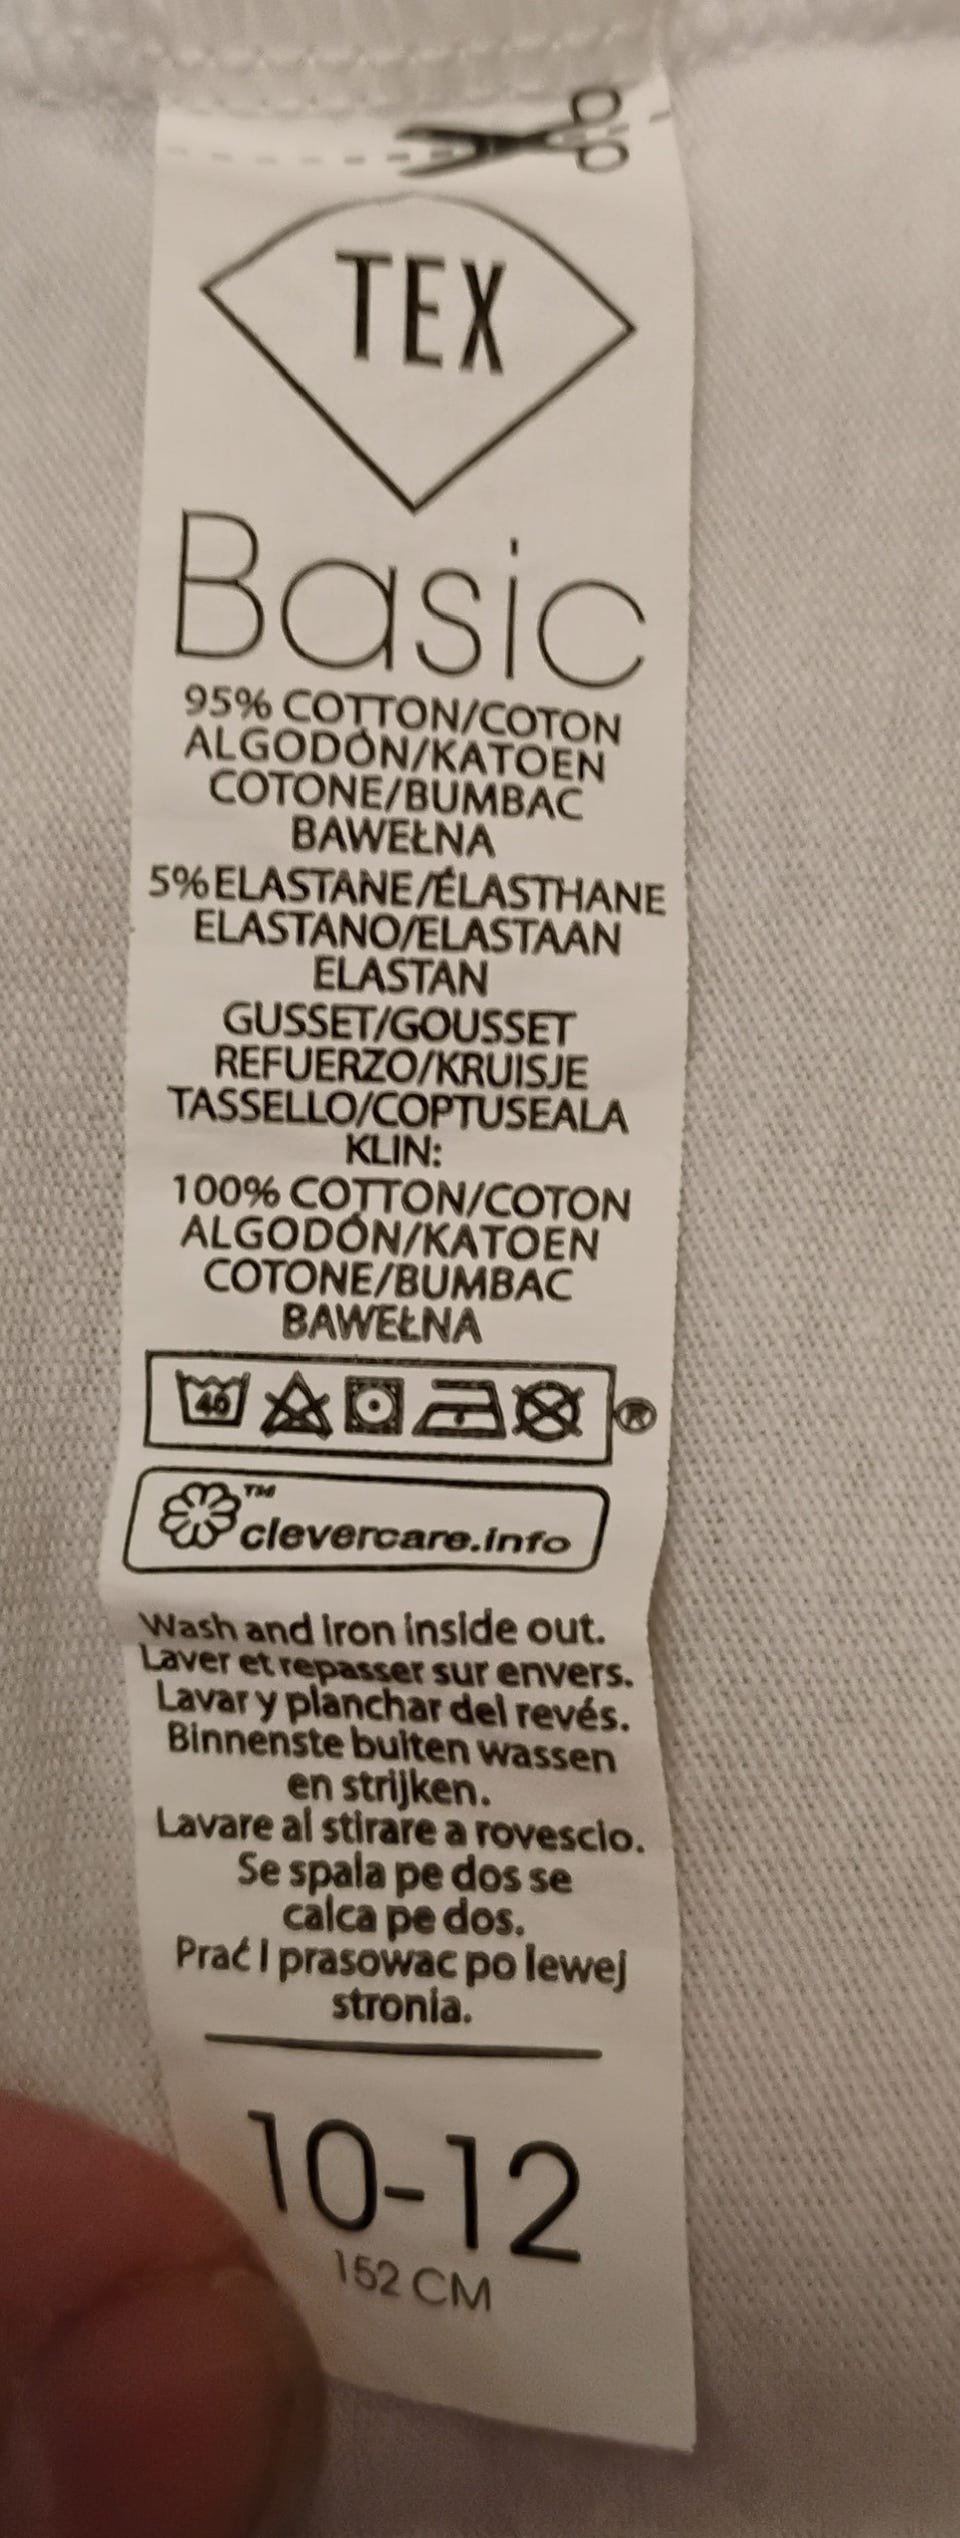 TEX
Basic
95% COTTON/COTON
ALGODÓN/KATOEN
COTONE/BUMBAC
BAWEŁNA
5% ELASTANE/ÉLASTHANE
ELASTANO/ELASTAAN
ELASTAN
GUSSET/GOUSSET
REFUERZO/KRUISJE
TASSELLO/COPTUSEALA
KLIN:
100% COTTON/COTON
ALGODÓN/KATOEN
COTONE/BUMBAC
BAWEŁNA
40 ®
™ clevercare.info
Wash and iron inside out.
Laver et repasser sur envers.
Lavar y planchar del revés.
Binnenste buiten wassen
en strijken.
Lavare al stirare a rovescio.
Se spala pe dos se
calca pe dos.
Prać I prasowac po lewej
stronia.
10-12
152 CM